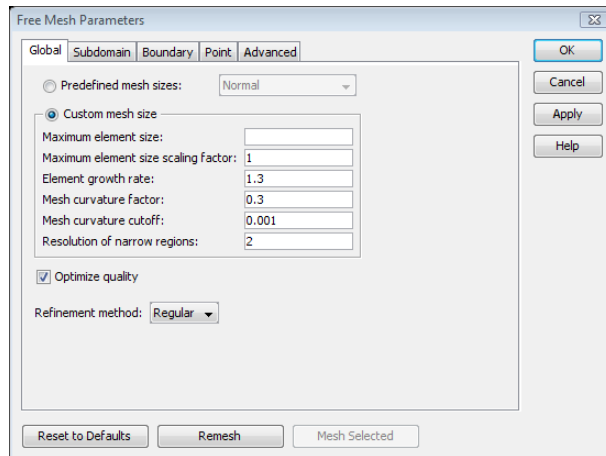 Free Mesh Parameters
Global Subdomain Boundary Point Advanced
OK
Cancel
Apply
Help
Predefined mesh sizes: Normal
Custom mesh size
Maximum element size:
Maximum element size scaling factor: 1
Element growth rate: 1.3
Mesh curvature factor: 0.3
Mesh curvature cutoff: 0.001
Resolution of narrow regions: 2
Optimize quality
Refinement method: Regular
Reset to Defaults Remesh Mesh Selected